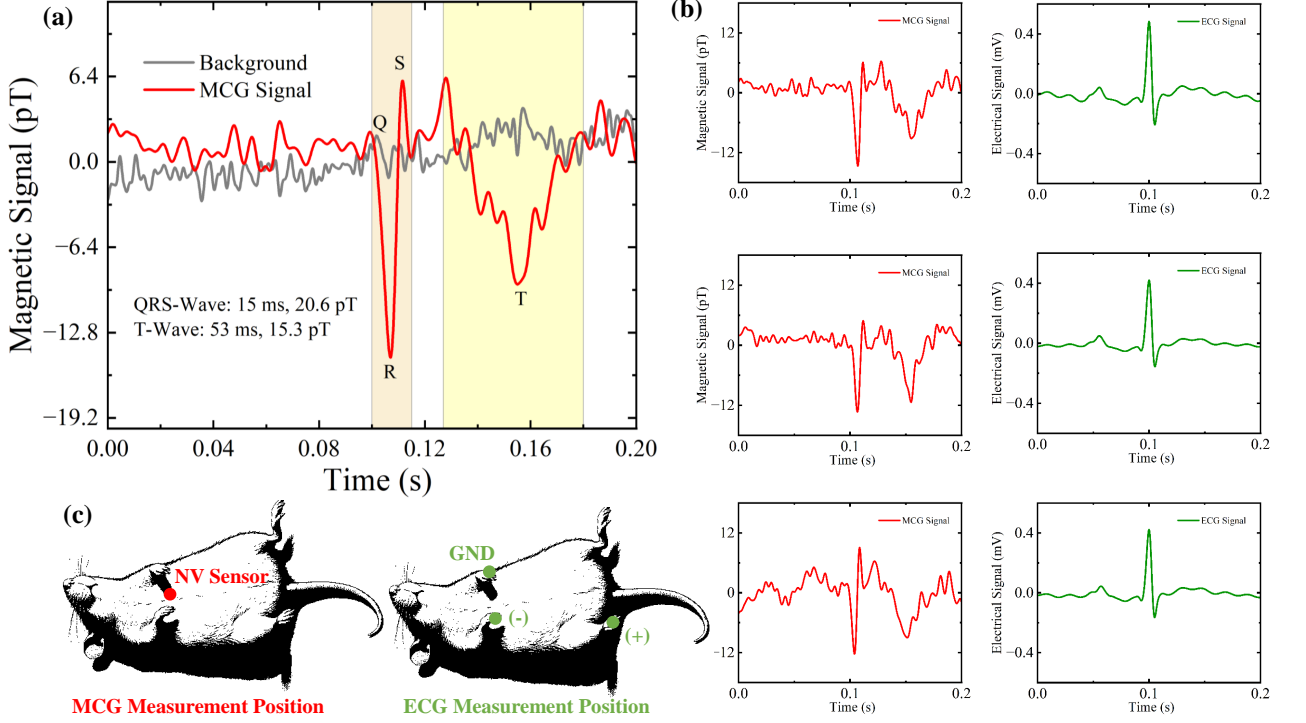 (a)
Background
MCG Signal
S
Q
R
T
QRS-Wave: 15 ms, 20.6 pT
T-Wave: 53 ms, 15.3 pT
Magnetic Signal (pT)
6.4
0.0
−6.4
−12.8
−19.2
0.00 0.04 0.08 0.12 0.16 0.20
Time (s)
(b)
MCG Signal
Magnetic Signal (pT)
12
0
−12
0.0 0.1 0.2
Time (s)
ECG Signal
Electrical Signal (mV)
0.4
0.0
−0.4
0.0 0.1 0.2
Time (s)
MCG Signal
Magnetic Signal (pT)
12
0
−12
0.0 0.1 0.2
Time (s)
ECG Signal
Electrical Signal (mV)
0.4
0.0
−0.4
0.0 0.1 0.2
Time (s)
MCG Signal
Magnetic Signal (pT)
12
0
−12
0.0 0.1 0.2
Time (s)
ECG Signal
Electrical Signal (mV)
0.4
0.0
−0.4
0.0 0.1 0.2
Time (s)
(c)
NV Sensor
MCG Measurement Position
GND
(-)
(+)
ECG Measurement Position